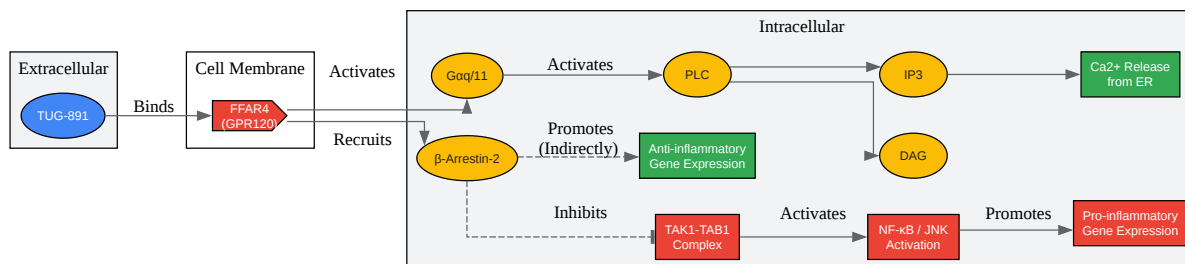 Extracellular
TUG-891
Binds
Cell Membrane
FFAR4
(GPR120)
Activates
Recruits
Intracellular
Gαq/11
Activates
PLC
IP3
Ca2+ Release
from ER
DAG
β-Arrestin-2
Promotes
(Indirectly)
Anti-inflammatory
Gene Expression
Inhibits
TAK1-TAB1
Complex
Activates
NF-κB / JNK
Activation
Promotes
Pro-inflammatory
Gene Expression